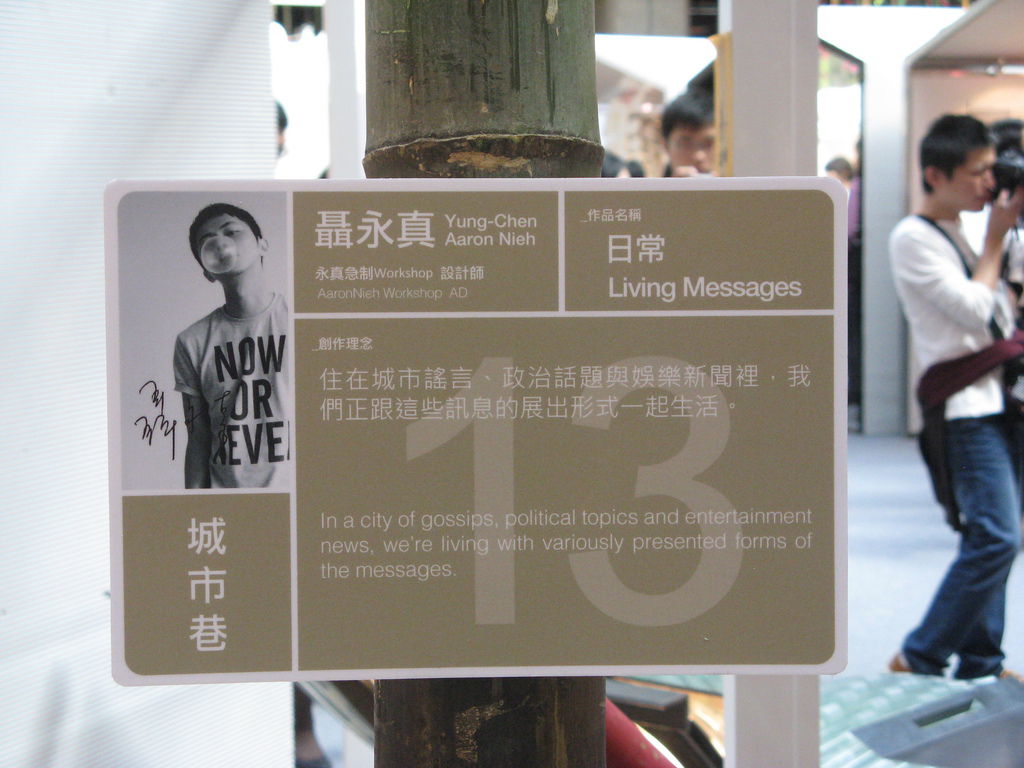 聶永真 Yung-Chen
Aaron Nieh
永真急制Workshop 設計師
AaronNieh Workshop AD
_作品名稱
日常
Living Messages
NOW
OR
_創作理念
住在城市謠言、政治話題與娛樂新聞裡，我
們正跟這些訊息的展出形式一起生活。
13
In a city of gossips, political topics and entertainment
news, we're living with variously presented forms of
the messages.
城市巷